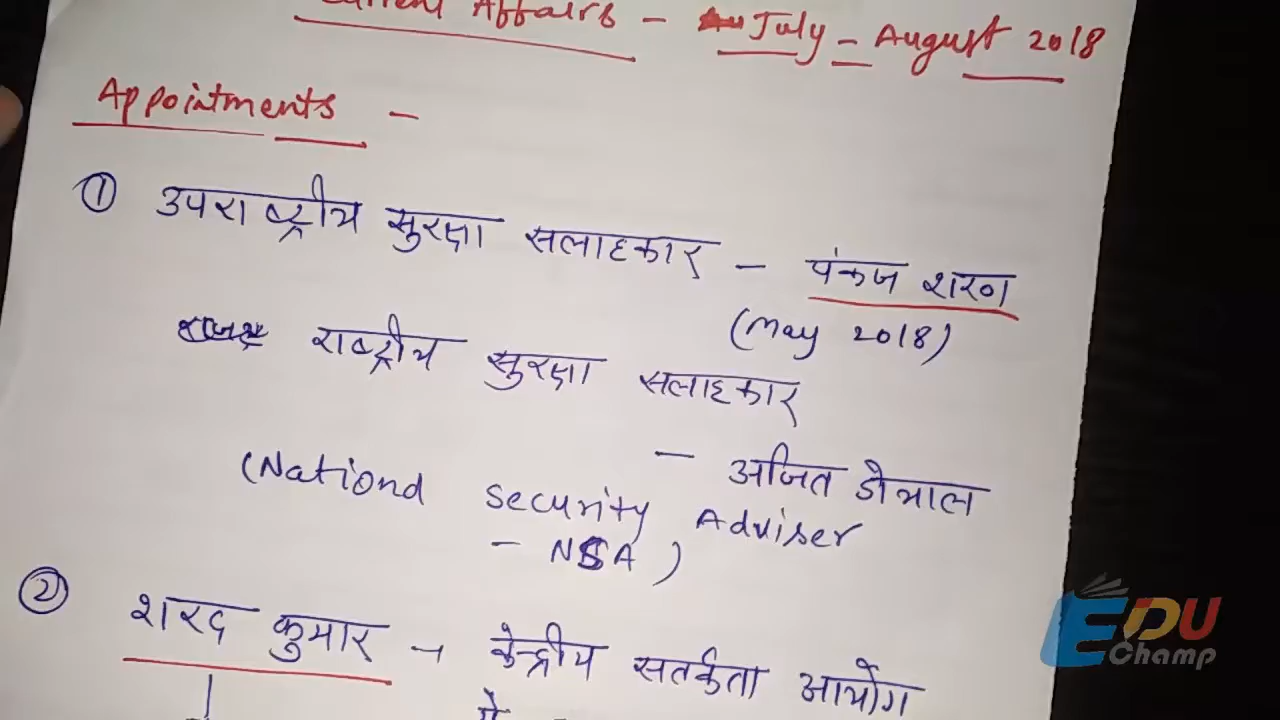 Current Affairs - July - August 2018
Appointments -
① उपराष्ट्रीय सुरक्षा सलाहकार - पंकज शरण
(May 2018)
राष्ट्रीय सुरक्षा सलाहकार
- अजित डोभाल
(National Security Adviser
- NSA)
② शरद कुमार → केन्द्रीय सतर्कता आयोग
मे
EDU
Champ